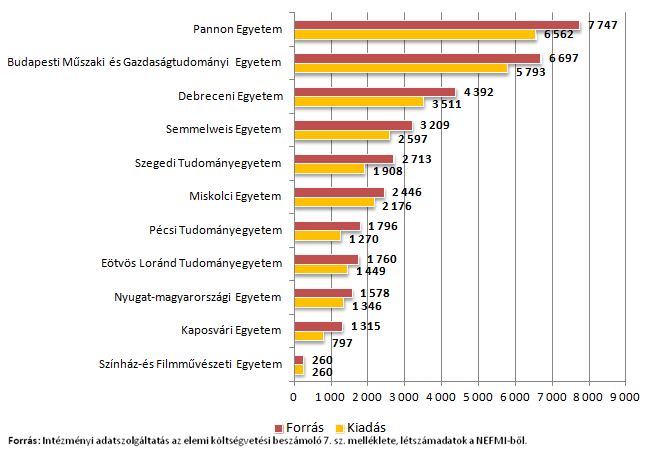 Pannon Egyetem
7 747
6 562
Budapesti Műszaki és Gazdaságtudományi Egyetem
6 697
5 793
Debreceni Egyetem
4 392
3 511
Semmelweis Egyetem
3 209
2 597
Szegedi Tudományegyetem
2 713
1 908
Miskolci Egyetem
2 446
2 176
Pécsi Tudományegyetem
1 796
1 270
Eötvös Loránd Tudományegyetem
1 760
1 449
Nyugat-magyarországi Egyetem
1 578
1 346
Kaposvári Egyetem
1 315
797
Színház-és Filmművészeti Egyetem
260
260
0 1 000 2 000 3 000 4 000 5 000 6 000 7 000 8 000 9 000
Forrás Kiadás
Forrás: Intézményi adatszolgáltatás az elemi költségvetési beszámoló 7. sz. melléklete, létszámadatok a NEFMI-ből.